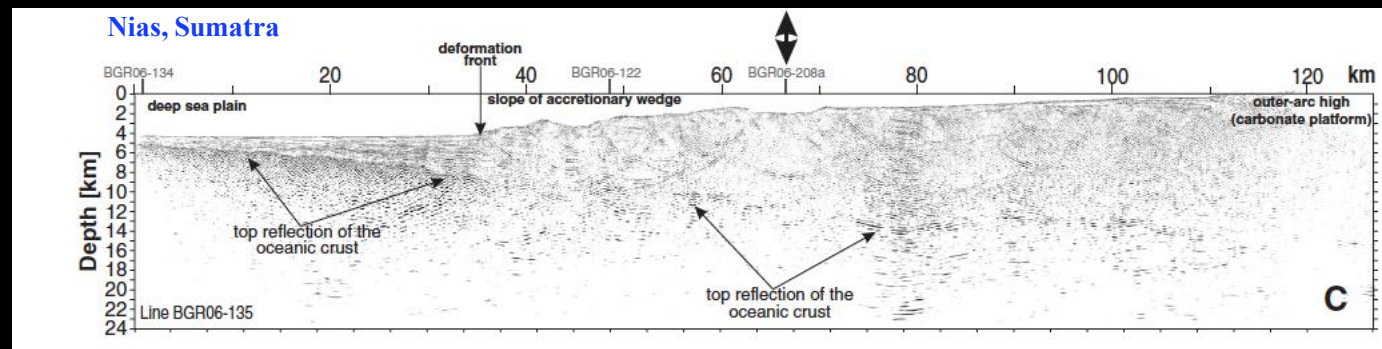 Nias, Sumatra
deformation
front
BGR06-134
20
40
BGR06-122
60
BGR06-208a
80
100
120
km
deep sea plain
slope of accretionary wedge
outer-arc high
(carbonate platform)
Depth [km]
0
2
4
6
8
10
12
14
16
18
20
22
24
top reflection of the
oceanic crust
top reflection of the
oceanic crust
Line BGR06-135
C